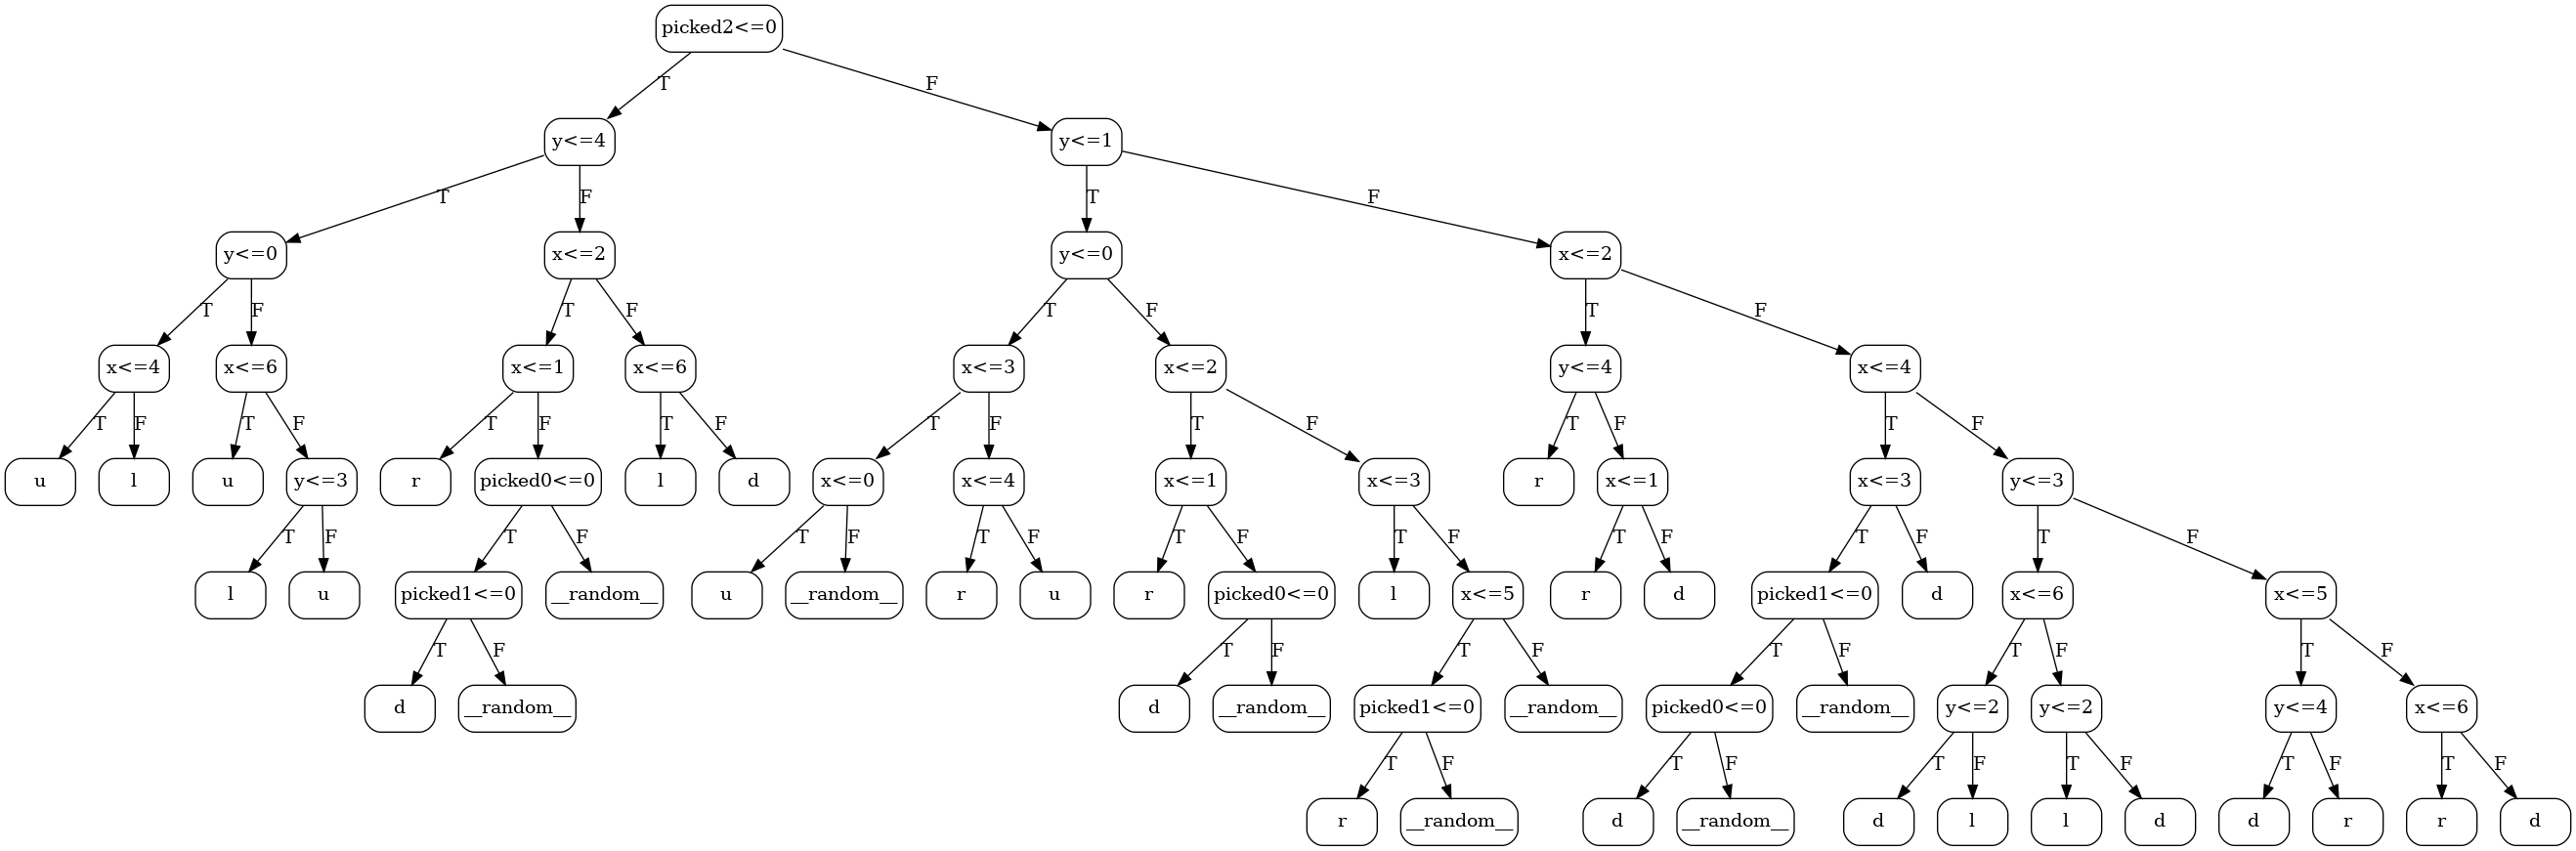 picked2<=0
T F
y<=4 y<=1
T F T F
y<=0 x<=2 y<=0 x<=2
T F T F T F T F
x<=4 x<=6 x<=1 x<=6 x<=3 x<=2 y<=4 x<=4
T F T F T F T F T F T F T F T F
u l u y<=3 r picked0<=0 l d x<=0 x<=4 x<=1 x<=3 r x<=1 x<=3 y<=3
T F T F T F T F T F T F T F T F T F
l u picked1<=0 __random__ u __random__ r u r picked0<=0 l x<=5 r d picked1<=0 d x<=6 x<=5
T F T F T F T F T F T F
d __random__ d __random__ picked1<=0 __random__ picked0<=0 __random__ y<=2 y<=2 y<=4 x<=6
T F T F T F T F T F T F
r __random__ d __random__ d l l d d r r d